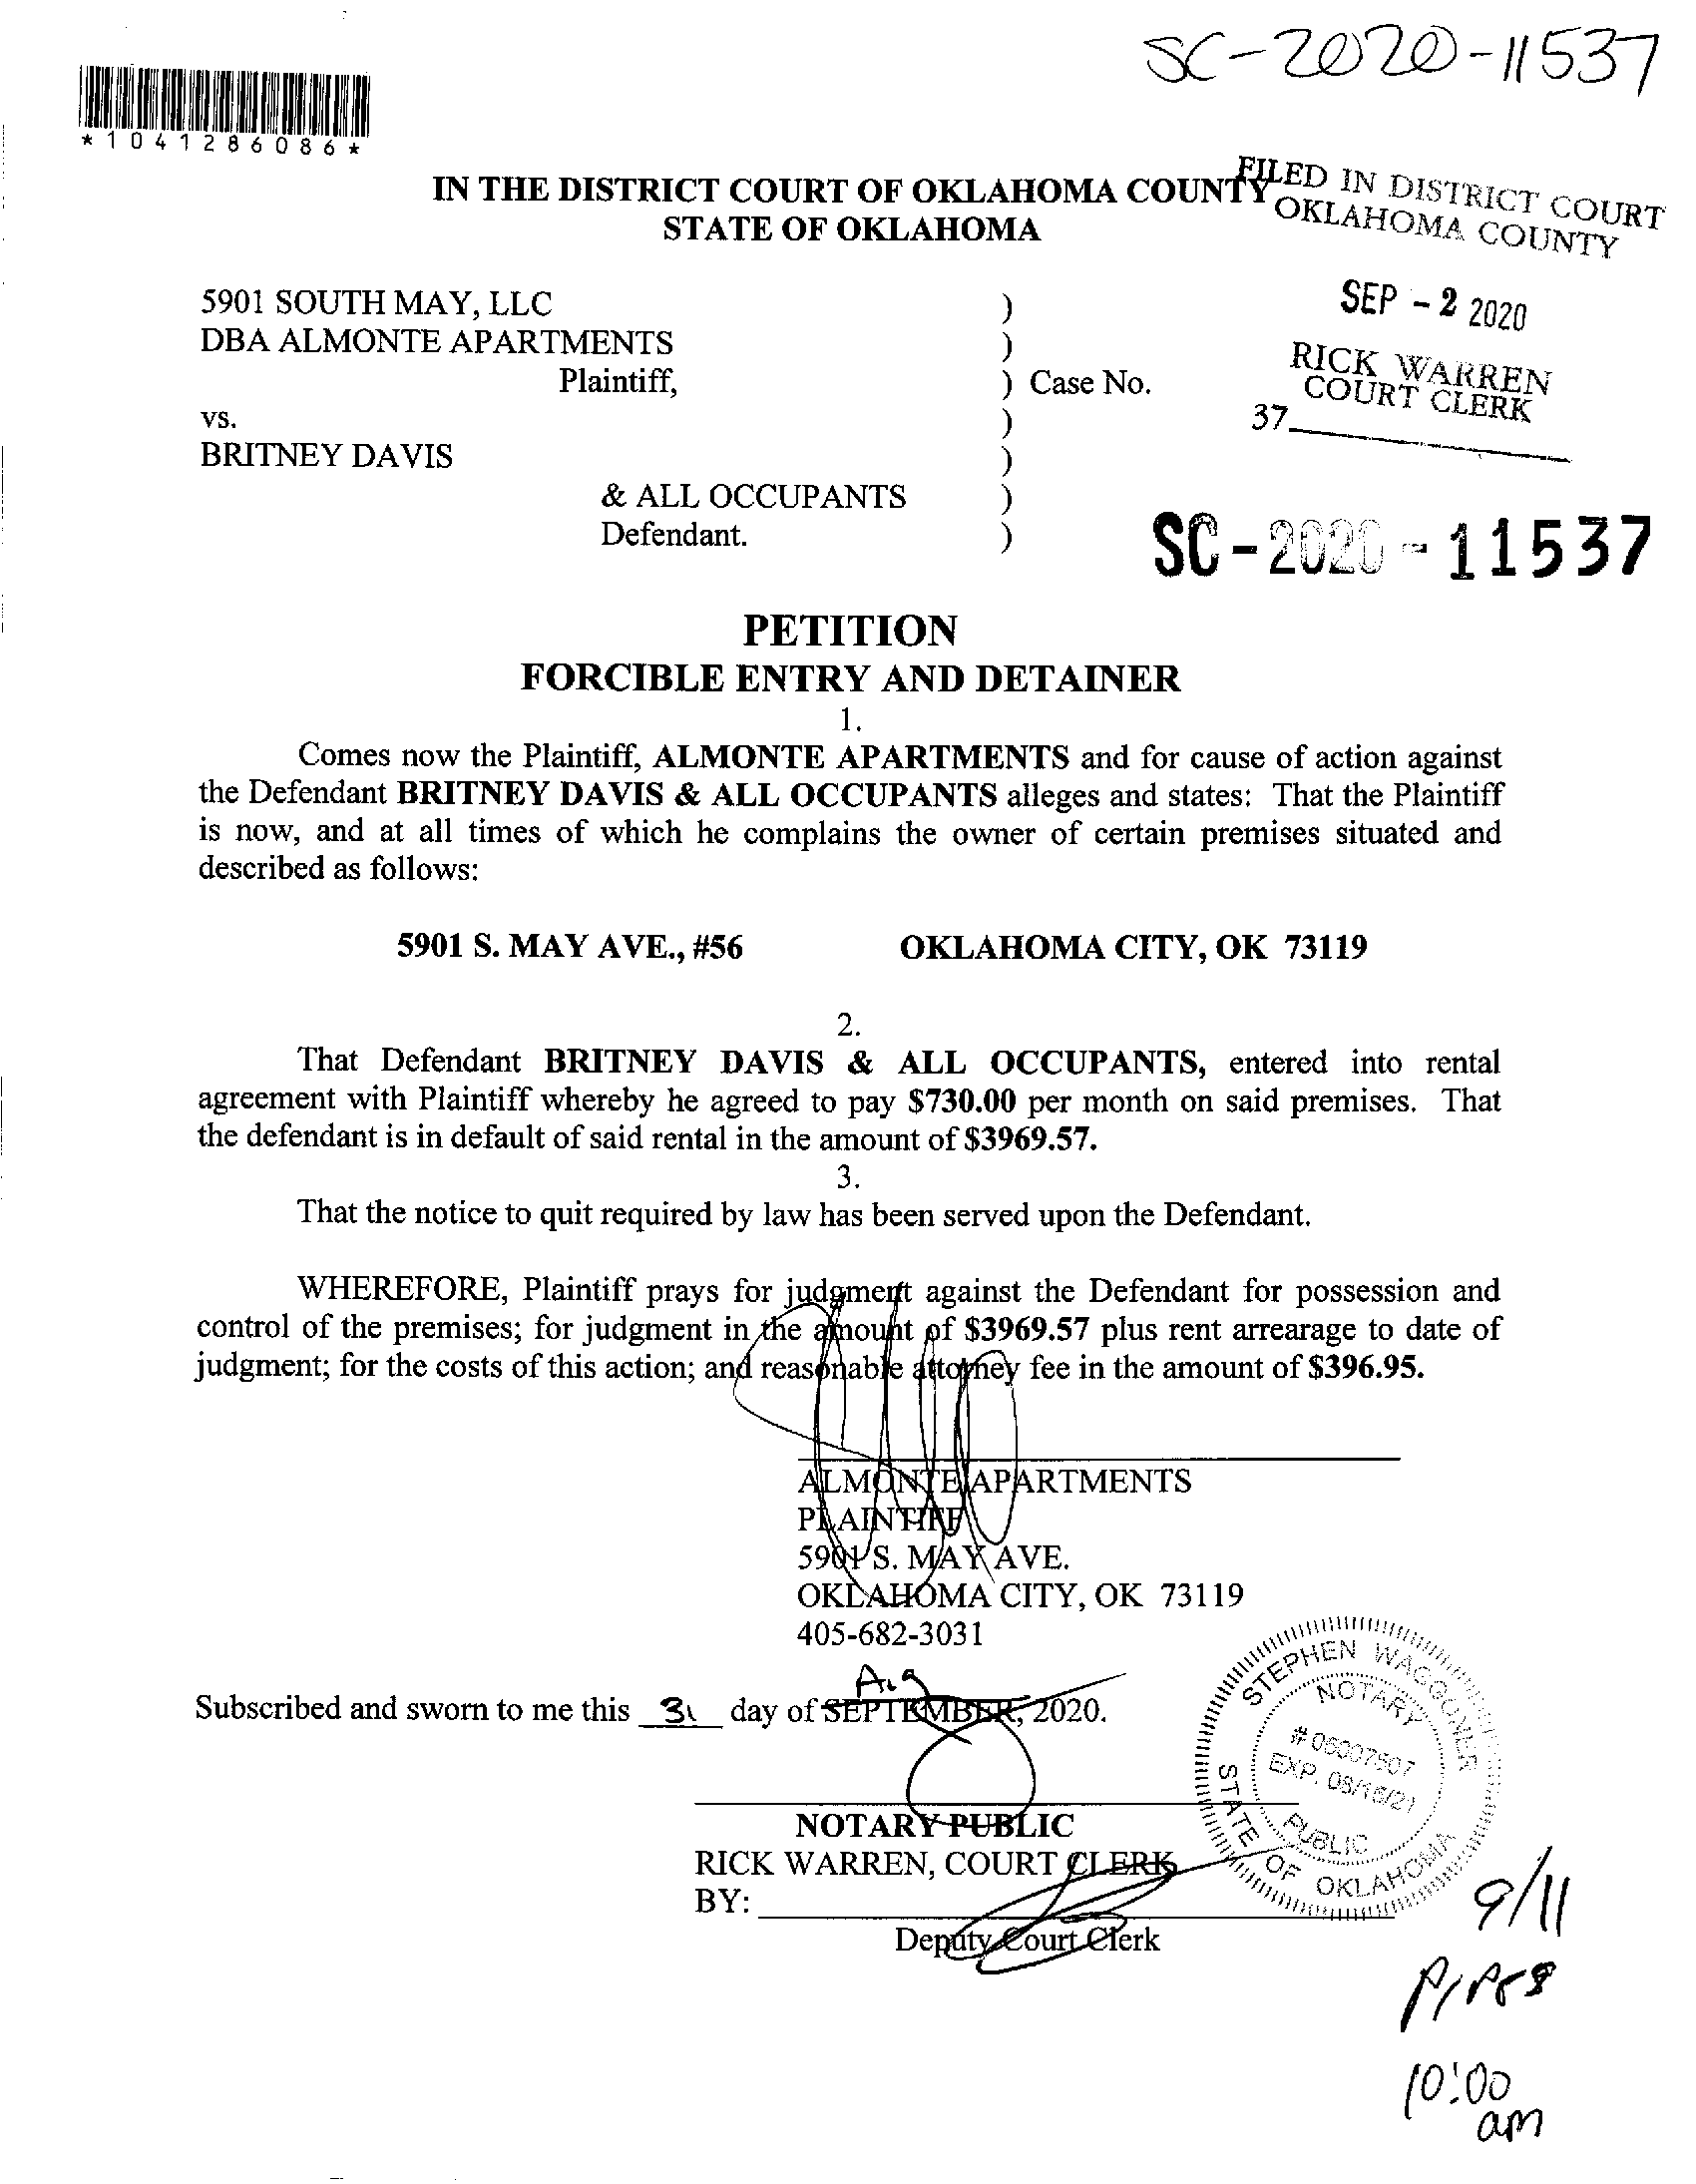 SC-2020-11537
*1041286086*
IN THE DISTRICT COURT OF OKLAHOMA COUNTY
STATE OF OKLAHOMA
FILED IN DISTRICT COURT
OKLAHOMA COUNTY
SEP - 2 2020
RICK WARREN
COURT CLERK
37
5901 SOUTH MAY, LLC
DBA ALMONTE APARTMENTS
Plaintiff,
) Case No.
vs.
BRITNEY DAVIS
& ALL OCCUPANTS
Defendant.
SC-2020-11537
PETITION
FORCIBLE ENTRY AND DETAINER
1.
Comes now the Plaintiff, ALMONTE APARTMENTS and for cause of action against
the Defendant BRITNEY DAVIS & ALL OCCUPANTS alleges and states: That the Plaintiff
is now, and at all times of which he complains the owner of certain premises situated and
described as follows:
5901 S. MAY AVE., #56 OKLAHOMA CITY, OK 73119
2.
That Defendant BRITNEY DAVIS & ALL OCCUPANTS, entered into rental
agreement with Plaintiff whereby he agreed to pay $730.00 per month on said premises. That
the defendant is in default of said rental in the amount of $3969.57.
3.
That the notice to quit required by law has been served upon the Defendant.
WHEREFORE, Plaintiff prays for judgment against the Defendant for possession and
control of the premises; for judgment in the amount of $3969.57 plus rent arrearage to date of
judgment; for the costs of this action; and reasonable attorney fee in the amount of $396.95.
ALMONTE APARTMENTS
PLAINTIFF
5901 S. MAY AVE.
OKLAHOMA CITY, OK 73119
405-682-3031
Aug
Subscribed and sworn to me this 31 day of SEPTEMBER, 2020.
STEPHEN WAGGONER
NOTARY
EXP. 08/16/21
PUBLIC
STATE OF OKLAHOMA
NOTARY PUBLIC
RICK WARREN, COURT CLERK
BY:
Deputy Court Clerk
9/11
10:00
am